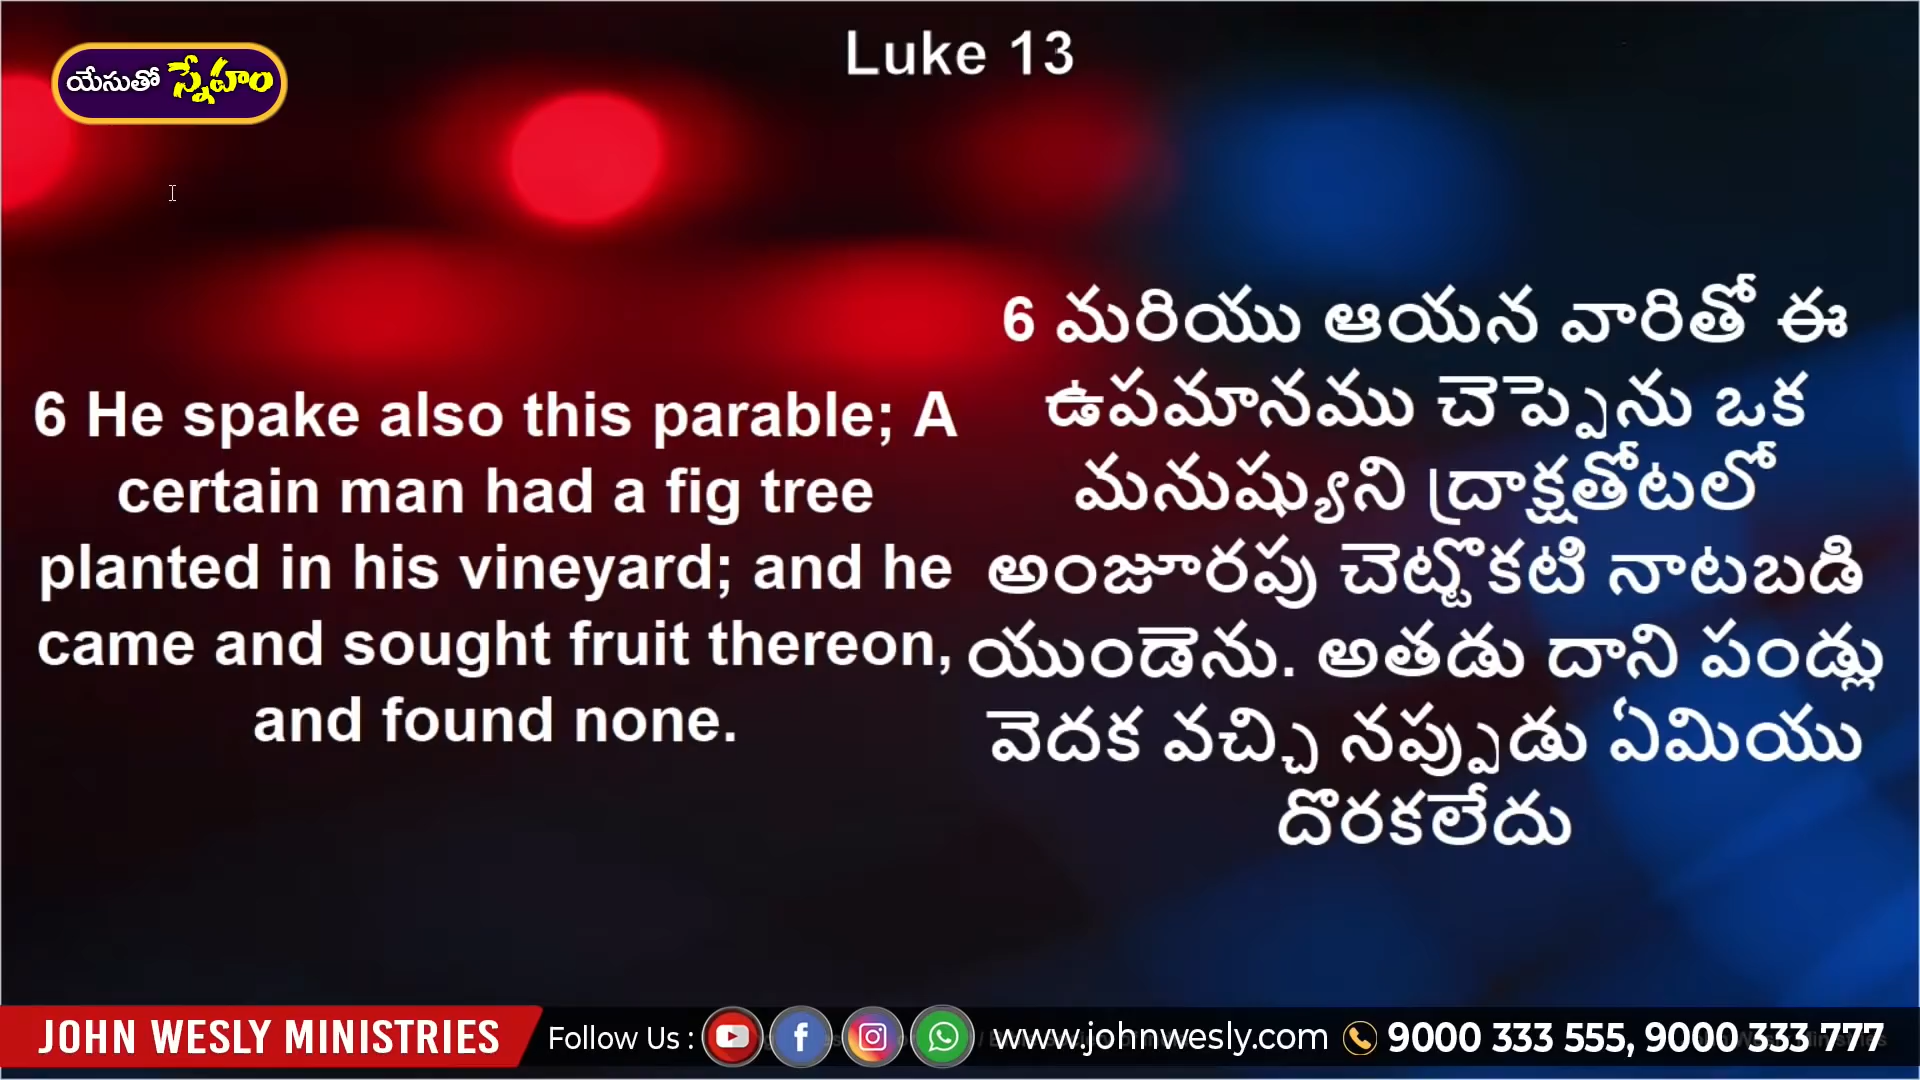 Luke 13
యేసుతో స్నేహం
6 He spake also this parable; A
certain man had a fig tree
planted in his vineyard; and he
came and sought fruit thereon,
and found none.
6 మరియు ఆయన వారితో ఈ
ఉపమానము చెప్పెను ఒక
మనుష్యుని ద్రాక్షతోటలో
అంజూరపు చెట్టొకటి నాటబడి
యుండెను. అతడు దాని పండ్లు
వెదక వచ్చి నప్పుడు ఏమియు
దొరకలేదు
JOHN WESLY MINISTRIES Follow Us : www.johnwesly.com 9000 333 555, 9000 333 777